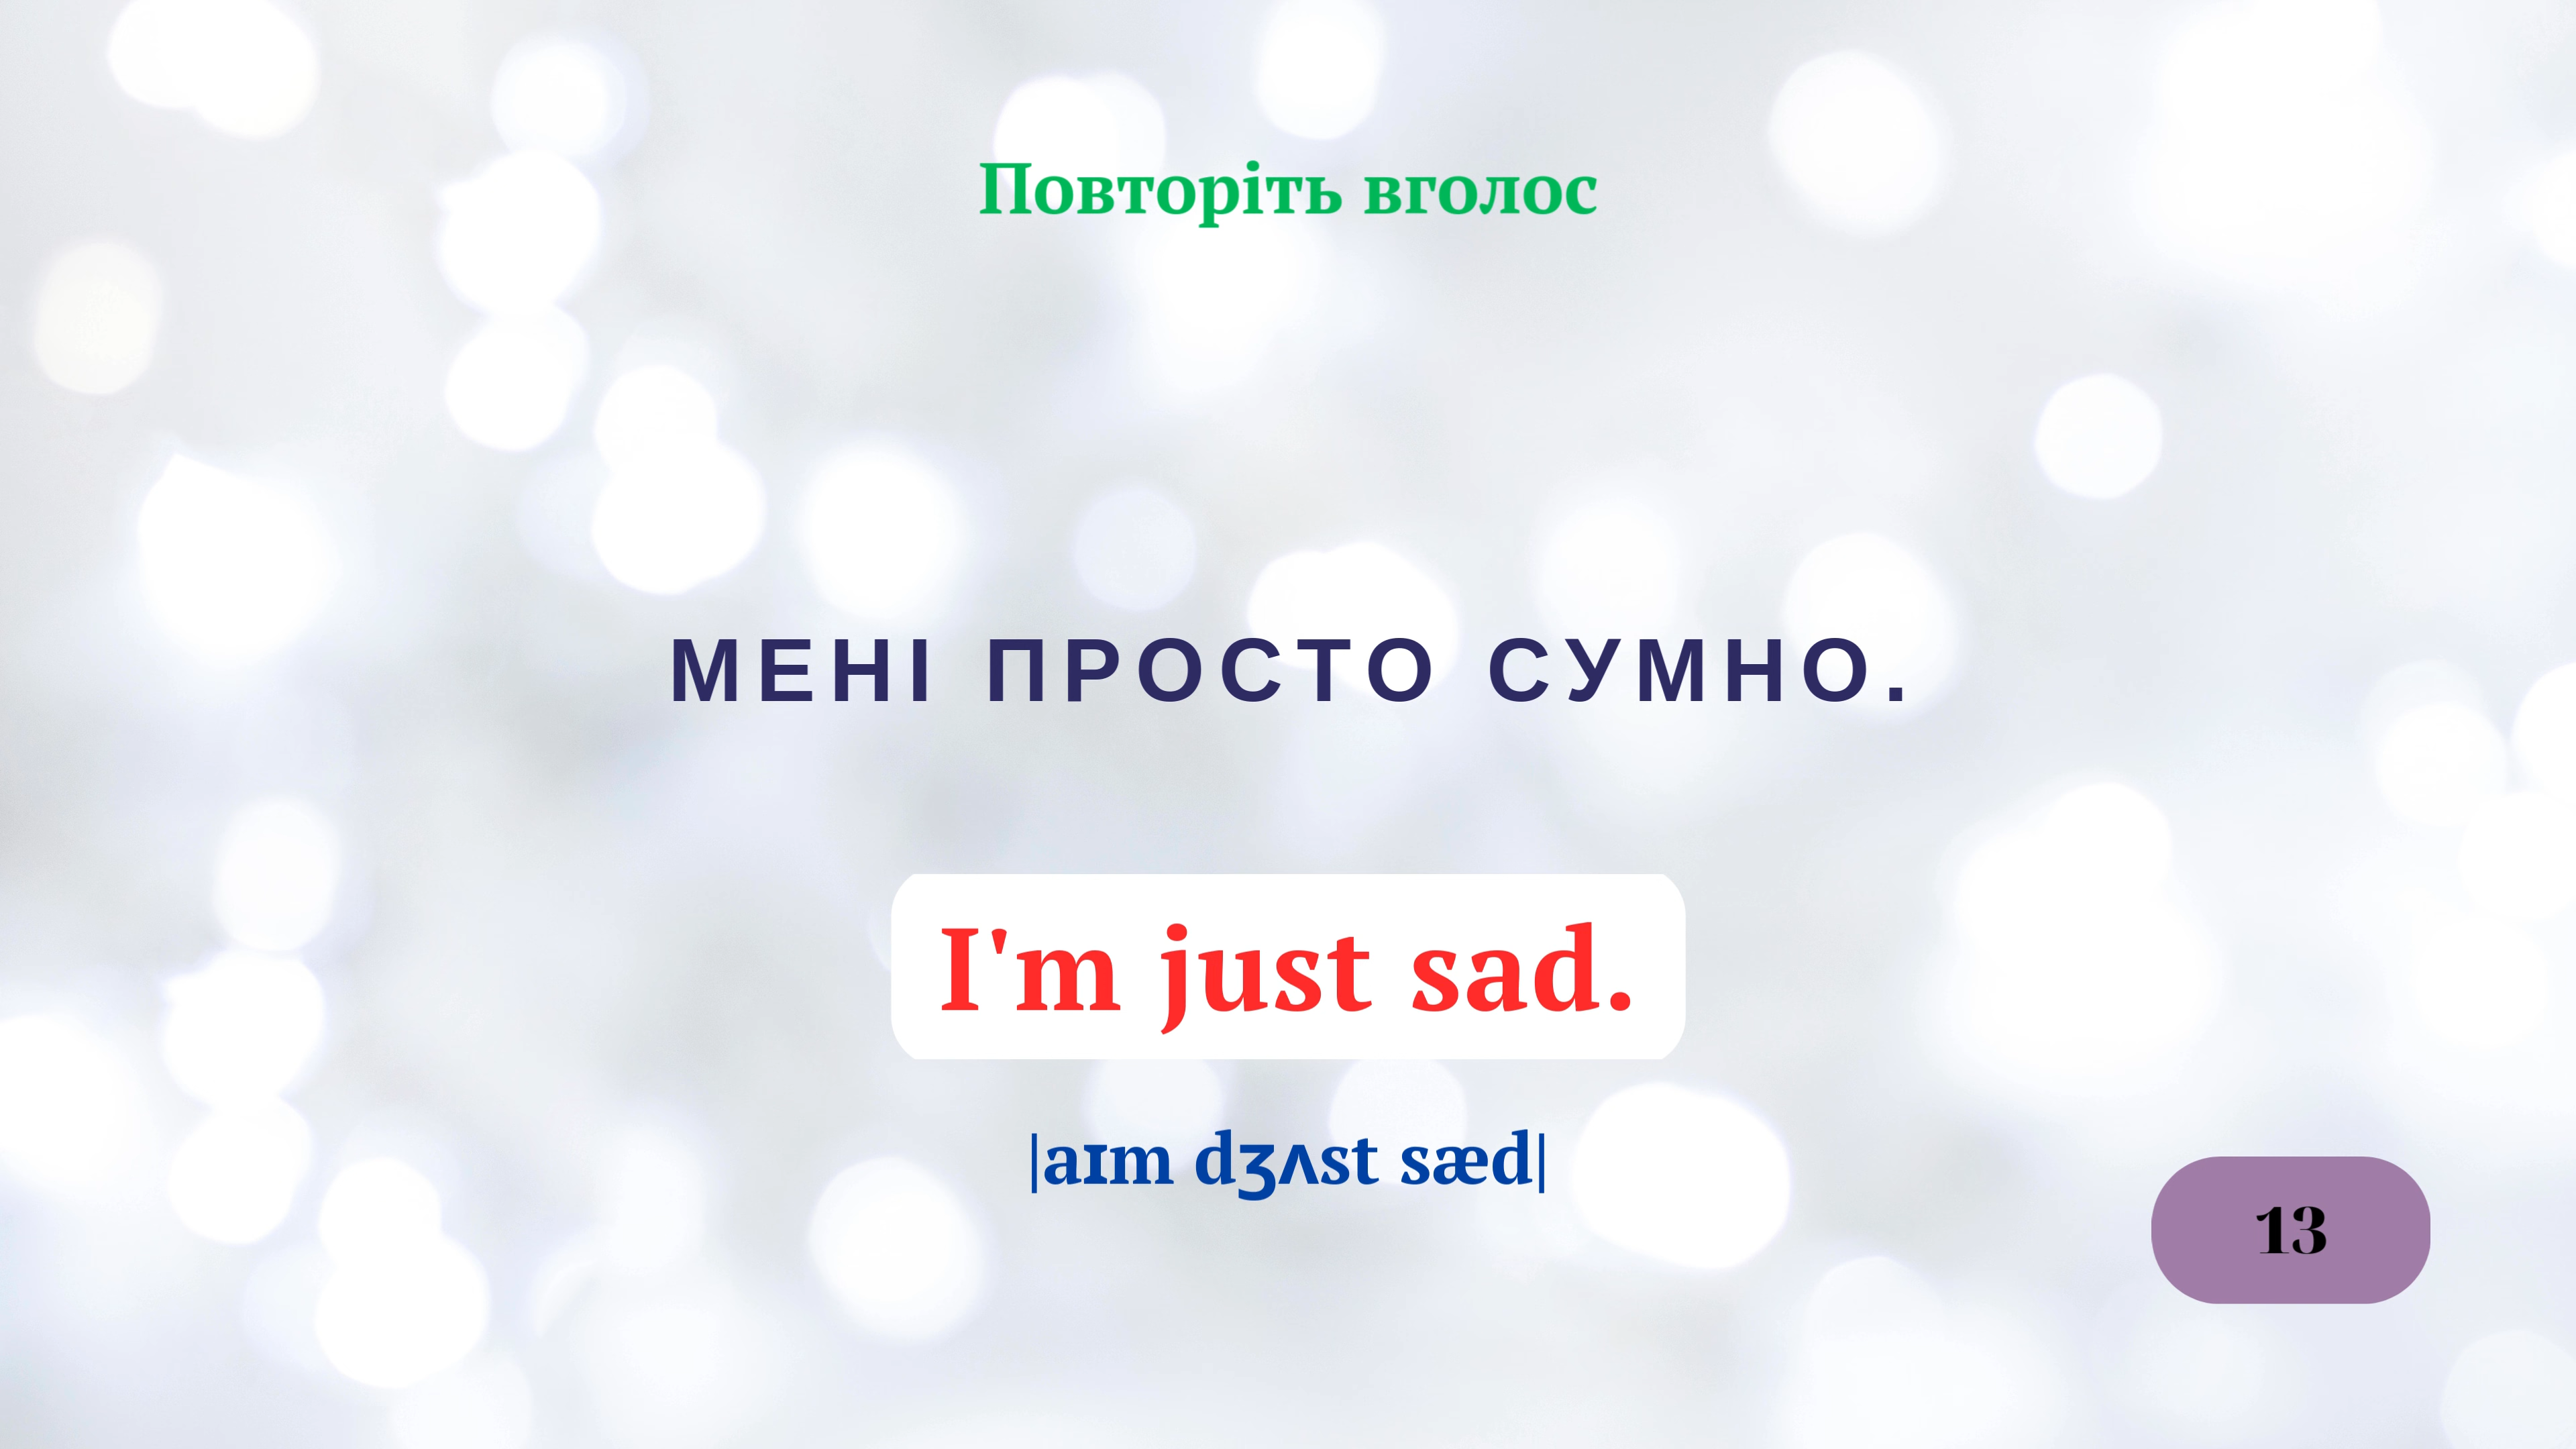 Повторіть вголос
МЕНІ ПРОСТО СУМНО.
I'm just sad.
|aɪm dʒʌst sæd|
13